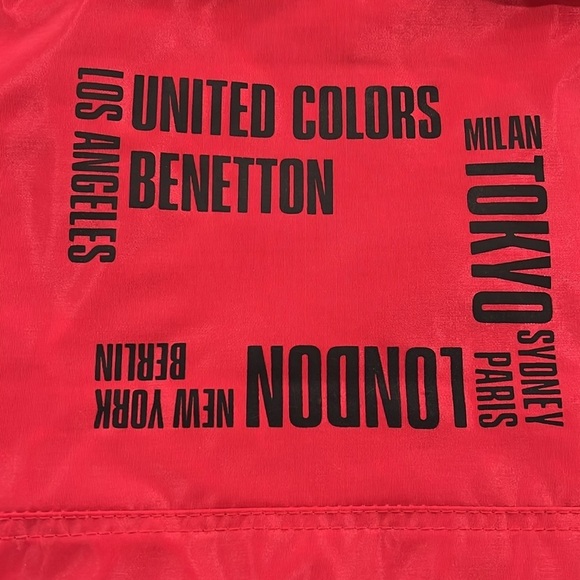 UNITED COLORS
BENETTON
MILAN
TOKYO
SYDNEY
PARIS
LONDON
NEW YORK
BERLIN
LOS ANGELES